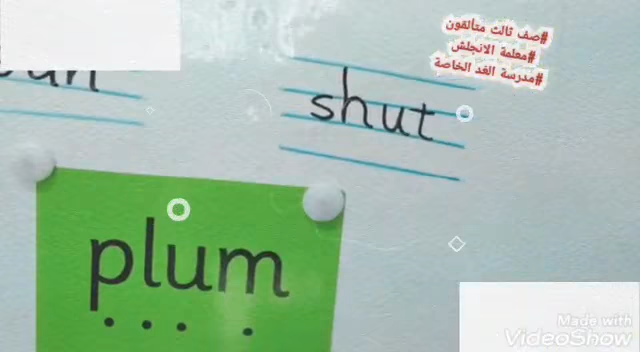 #صف ثالث متألقون
#معلمة الانجلش
#مدرسة الغد الخاصة
shut
plum
Made with
VideoShow